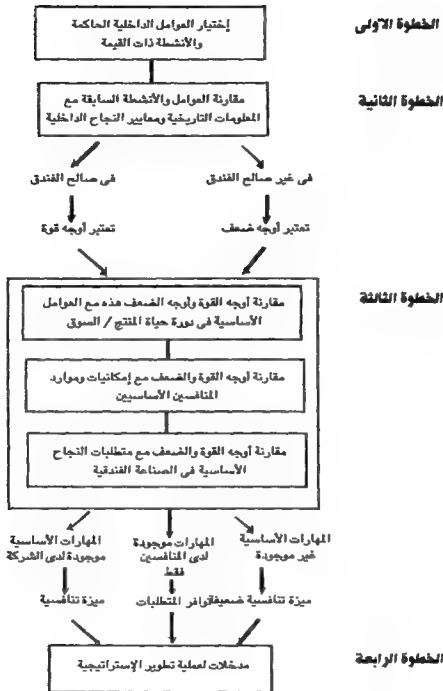 الخطوة الاولى
إختيار العوامل الداخلية الحاكمة
والأنشطة ذات القيمة
الخطوة الثانية
مقارنة العوامل والأنشطة السابقة مع
المعلومات التاريخية ومعايير النجاح الداخلية
فى غير صالح الفندق
فى صالح الفندق
تعتبر أوجه ضعف
تعتبر أوجه قوة
الخطوة الثالثة
مقارنة أوجه القوة وأوجه الضعف هذه مع العوامل
الأساسية فى دورة حياة المنتج / السوق
مقارنة أوجه القوة والضعف مع إمكانيات وموارد
المنافسين الأساسيين
مقارنة أوجه القوة والضعف مع متطلبات النجاح
الأساسية فى الصناعة الفندقية
المهارات الأساسية
غير موجودة
المهارات موجودة
لدى المنافسين
فقط
المهارات الأساسية
موجودة لدى الشركة
ميزة تنافسية ضعيفة
توافر المتطلبات
ميزة تنافسية
الخطوة الرابعة
مدخلات لعملية تطوير الإستراتيجية